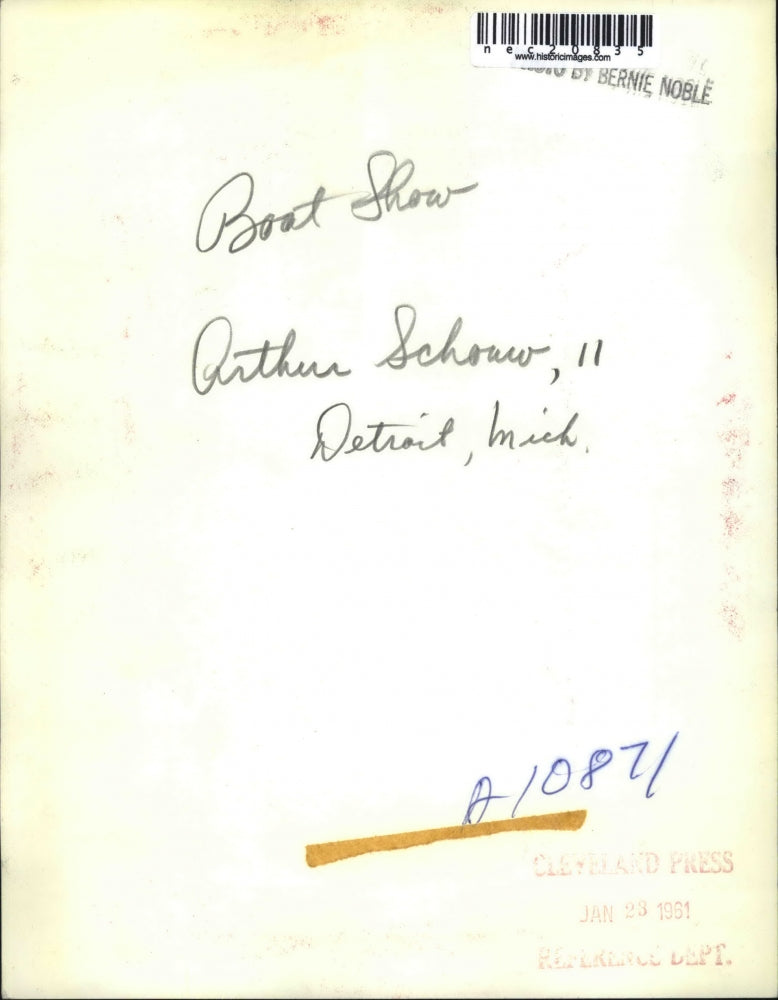 nec20835
www.historicimages.com
PHOTO BY BERNIE NOBLE
Boat Show
Arthur Schouw, 11
Detroit, Mich.
A10871
CLEVELAND PRESS
JAN 23 1961
REFERENCE DEPT.